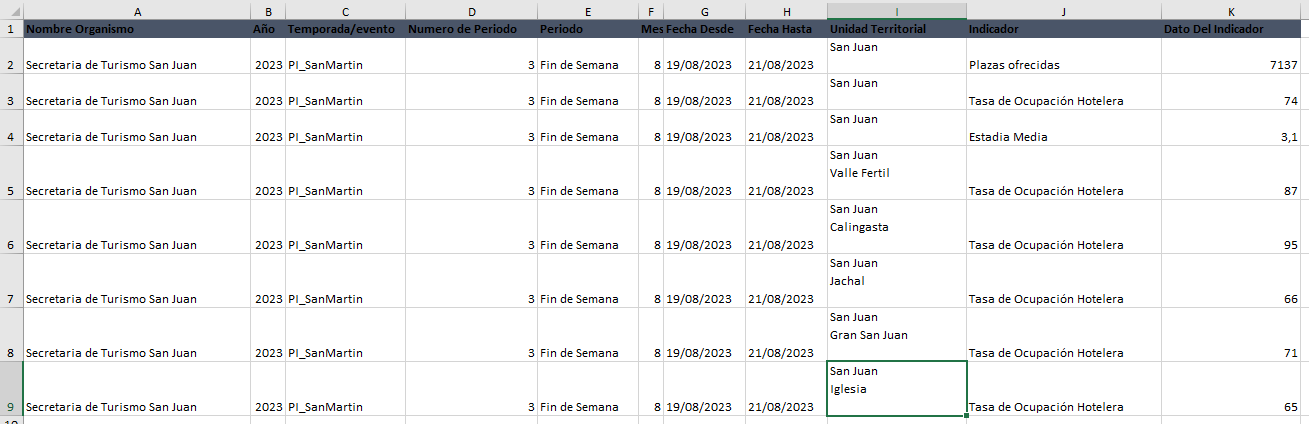 A B C D E F G H I J K
1 Nombre Organismo Año Temporada/evento Numero de Periodo Periodo Mes Fecha Desde Fecha Hasta Unidad Territorial Indicador Dato Del Indicador
San Juan
2 Secretaria de Turismo San Juan 2023 PI_SanMartin 3 Fin de Semana 8 19/08/2023 21/08/2023 Plazas ofrecidas 7137
San Juan
3 Secretaria de Turismo San Juan 2023 PI_SanMartin 3 Fin de Semana 8 19/08/2023 21/08/2023 Tasa de Ocupación Hotelera 74
San Juan
4 Secretaria de Turismo San Juan 2023 PI_SanMartin 3 Fin de Semana 8 19/08/2023 21/08/2023 Estadia Media 3,1
San Juan
Valle Fertil
5 Secretaria de Turismo San Juan 2023 PI_SanMartin 3 Fin de Semana 8 19/08/2023 21/08/2023 Tasa de Ocupación Hotelera 87
San Juan
Calingasta
6 Secretaria de Turismo San Juan 2023 PI_SanMartin 3 Fin de Semana 8 19/08/2023 21/08/2023 Tasa de Ocupación Hotelera 95
San Juan
Jachal
7 Secretaria de Turismo San Juan 2023 PI_SanMartin 3 Fin de Semana 8 19/08/2023 21/08/2023 Tasa de Ocupación Hotelera 66
San Juan
Gran San Juan
8 Secretaria de Turismo San Juan 2023 PI_SanMartin 3 Fin de Semana 8 19/08/2023 21/08/2023 Tasa de Ocupación Hotelera 71
San Juan
Iglesia
9 Secretaria de Turismo San Juan 2023 PI_SanMartin 3 Fin de Semana 8 19/08/2023 21/08/2023 Tasa de Ocupación Hotelera 65